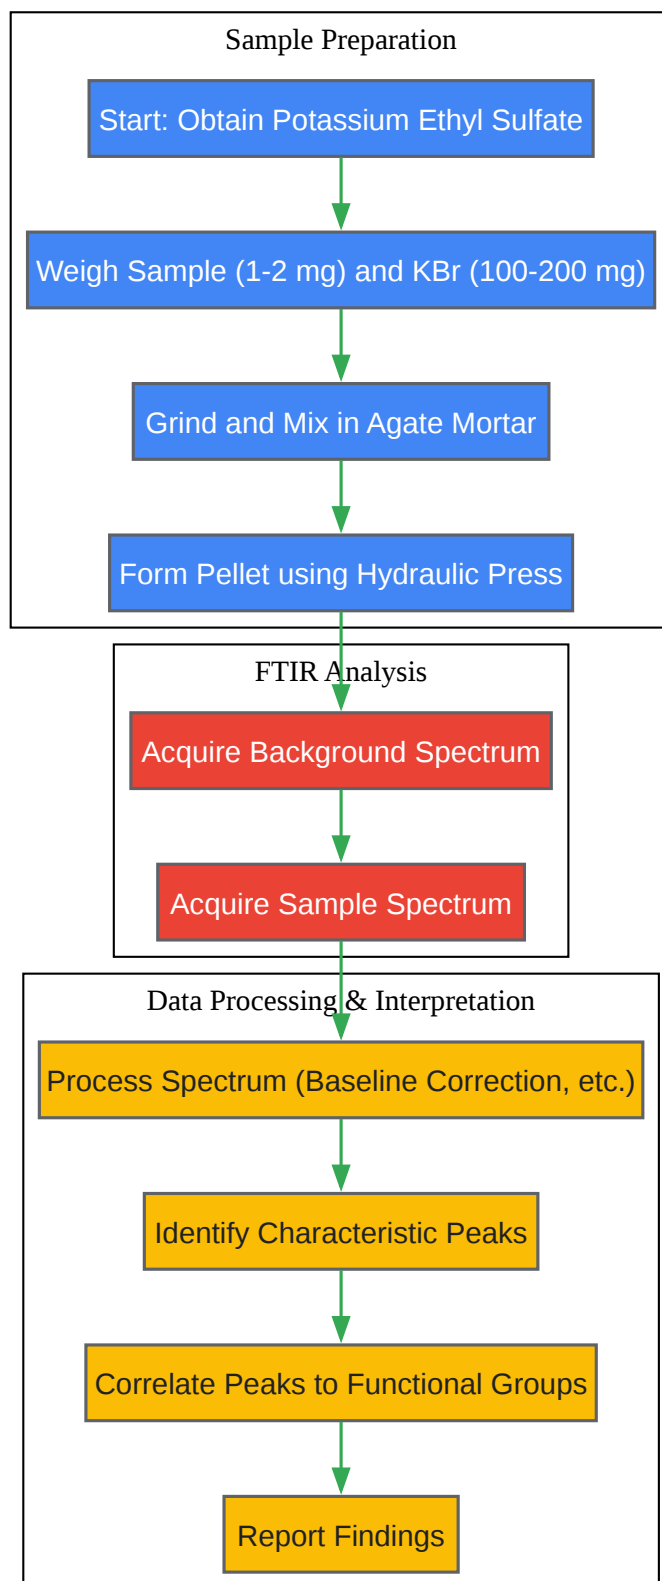 Sample Preparation
Start: Obtain Potassium Ethyl Sulfate
Weigh Sample (1-2 mg) and KBr (100-200 mg)
Grind and Mix in Agate Mortar
Form Pellet using Hydraulic Press
FTIR Analysis
Acquire Background Spectrum
Acquire Sample Spectrum
Data Processing & Interpretation
Process Spectrum (Baseline Correction, etc.)
Identify Characteristic Peaks
Correlate Peaks to Functional Groups
Report Findings